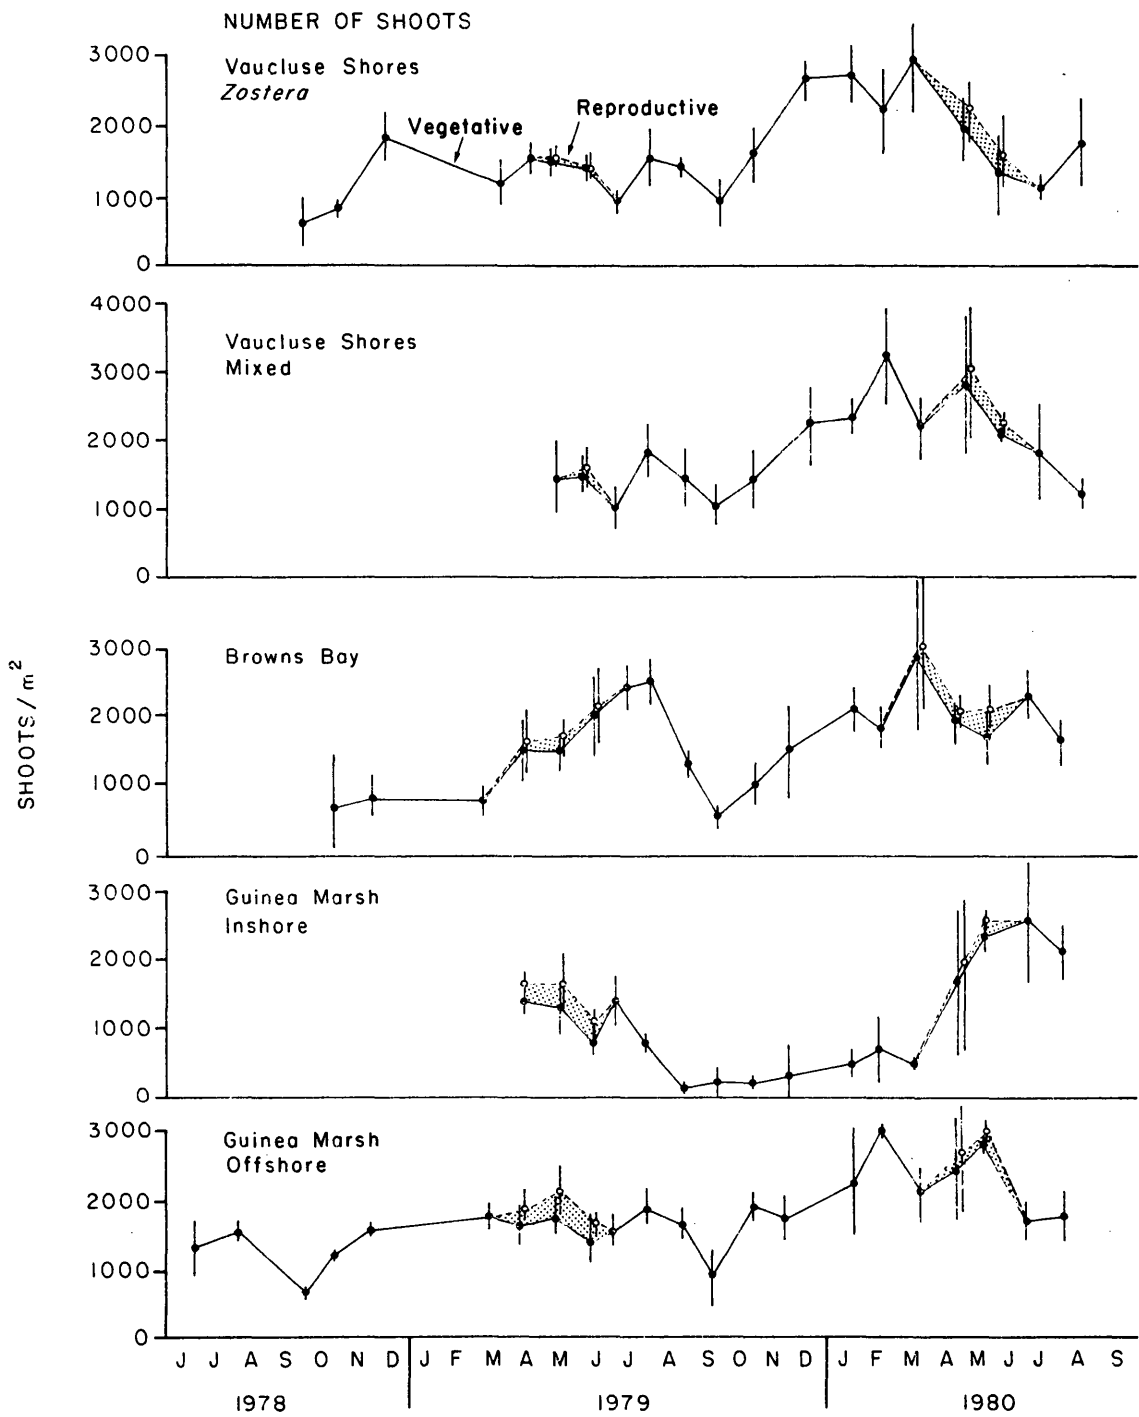 NUMBER OF SHOOTS
3000
Vaucluse Shores
Zostera
Reproductive
Vegetative
2000
1000
0
4000
Vaucluse Shores
Mixed
3000
2000
1000
0
3000
Browns Bay
2000
1000
0
SHOOTS/m²
3000
Guinea Marsh
Inshore
2000
1000
0
3000
Guinea Marsh
Offshore
2000
1000
0
J J A S O N D J F M A M J J A S O N D J F M A M J J A S
1978 1979 1980